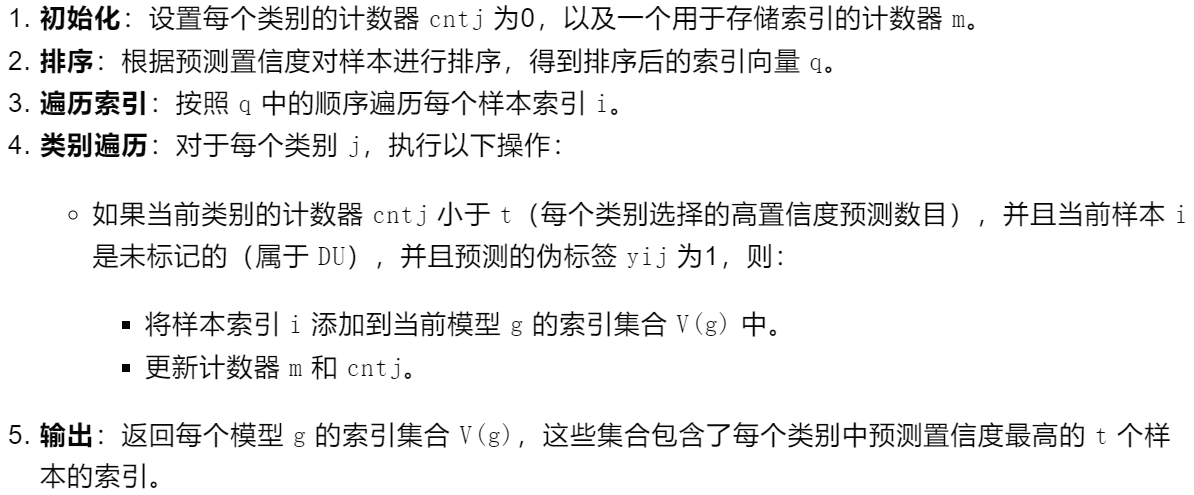 1. 初始化：设置每个类别的计数器 cntj 为0，以及一个用于存储索引的计数器 m。
2. 排序：根据预测置信度对样本进行排序，得到排序后的索引向量 q。
3. 遍历索引：按照 q 中的顺序遍历每个样本索引 i。
4. 类别遍历：对于每个类别 j，执行以下操作：
◦ 如果当前类别的计数器 cntj 小于 t（每个类别选择的高置信度预测数目），并且当前样本 i
是未标记的（属于 DU），并且预测的伪标签 yij 为1，则：
▪ 将样本索引 i 添加到当前模型 g 的索引集合 V(g) 中。
▪ 更新计数器 m 和 cntj。
5. 输出：返回每个模型 g 的索引集合 V(g)，这些集合包含了每个类别中预测置信度最高的 t 个样
本的索引。